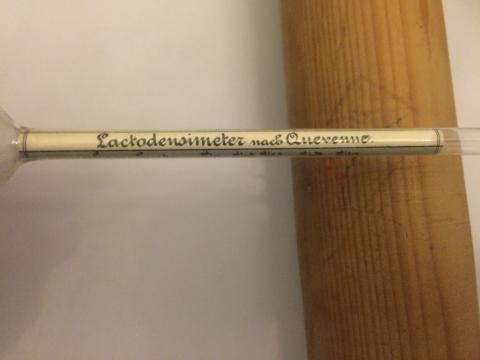 Lactodensimeter nach Quevenne.